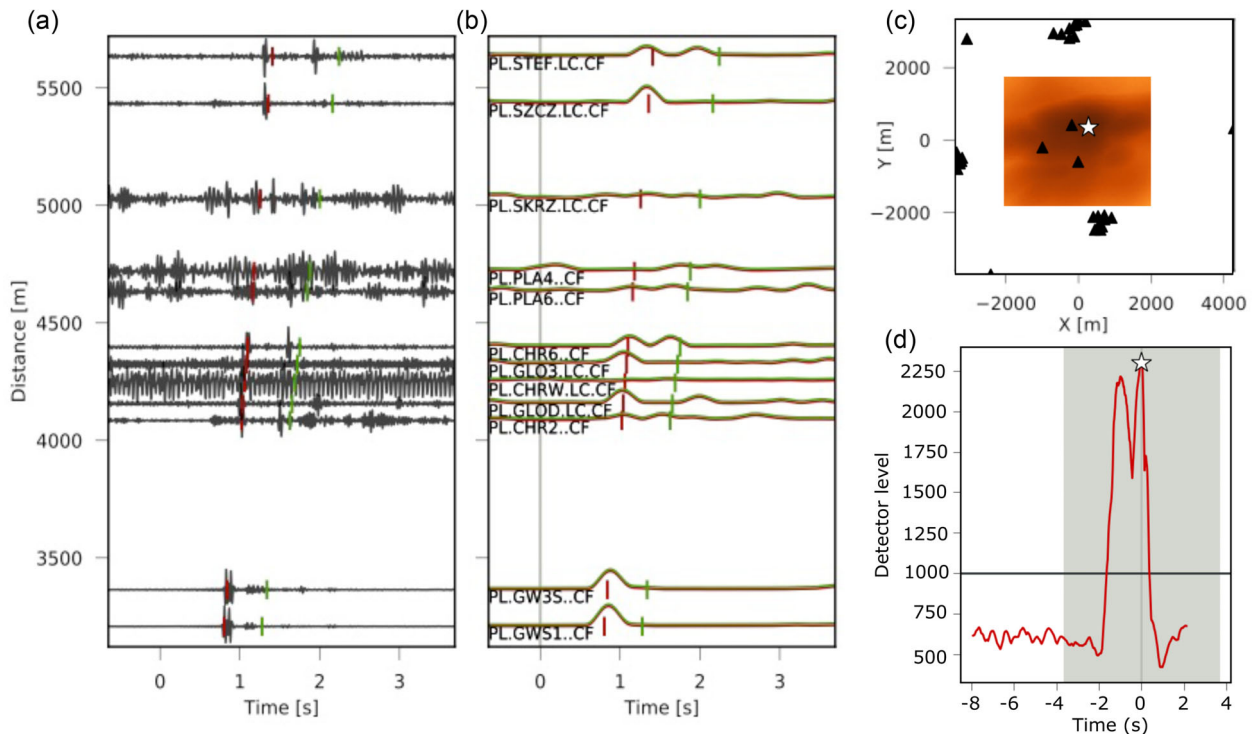 (a)
(b)
(c)
(d)
Distance [m]
5500
5000
4500
4000
3500
0
1
2
3
Time [s]
PL.STEF.LC.CF
PL.SZCZ.LC.CF
PL.SKRZ.LC.CF
PL.PLA4..CF
PL.PLA6..CF
PL.CHR6..CF
PL.GLO3.LC.CF
PL.CHRW.LC.CF
PL.GLOD.LC.CF
PL.CHR2..CF
PL.GW3S..CF
PL.GWS1..CF
0
1
2
3
Time [s]
Y [m]
2000
0
−2000
−2000
0
2000
4000
X [m]
Detector level
2250
2000
1750
1500
1250
1000
750
500
-8
-6
-4
-2
0
2
4
Time (s)